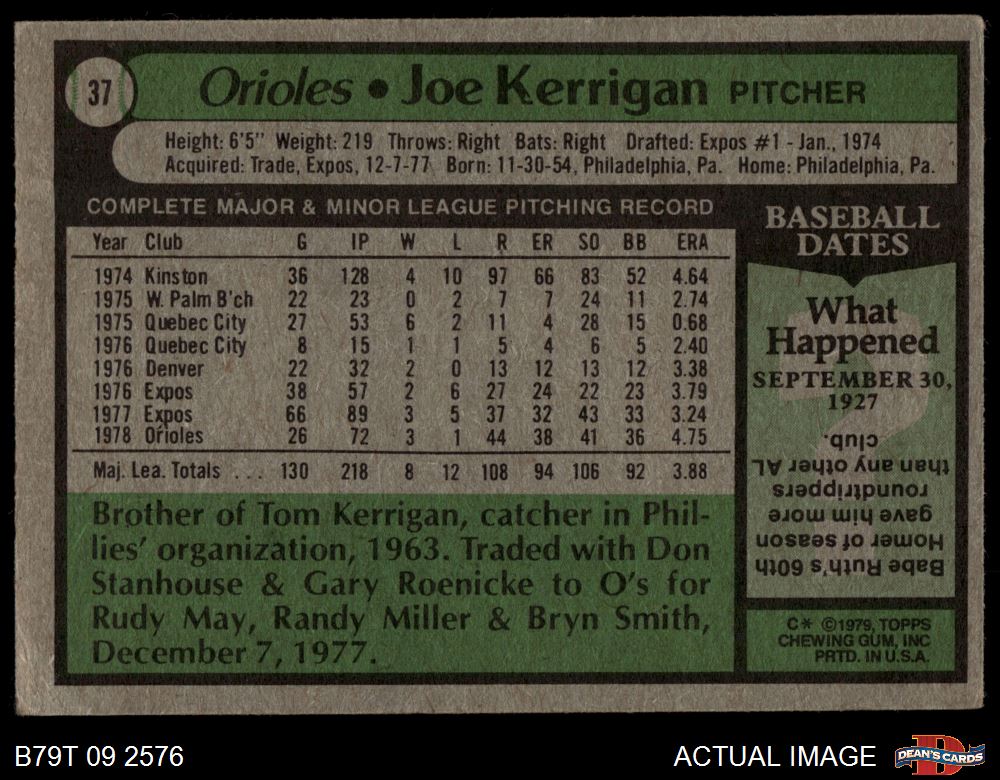 37
Orioles • Joe Kerrigan PITCHER
Height: 6'5" Weight: 219 Throws: Right Bats: Right Drafted: Expos #1 - Jan., 1974
Acquired: Trade, Expos, 12-7-77 Born: 11-30-54, Philadelphia, Pa. Home: Philadelphia, Pa.
COMPLETE MAJOR & MINOR LEAGUE PITCHING RECORD
Year Club G IP W L R ER SO BB ERA
1974 Kinston 36 128 4 10 97 66 83 52 4.64
1975 W. Palm B'ch 22 23 0 2 7 7 24 11 2.74
1975 Quebec City 27 53 6 2 11 4 28 15 0.68
1976 Quebec City 8 15 1 1 5 4 6 5 2.40
1976 Denver 22 32 2 0 13 12 13 12 3.38
1976 Expos 38 57 2 6 27 24 22 23 3.79
1977 Expos 66 89 3 5 37 32 43 33 3.24
1978 Orioles 26 72 3 1 44 38 41 36 4.75
Maj. Lea. Totals . . . 130 218 8 12 108 94 106 92 3.88
Brother of Tom Kerrigan, catcher in Phil-
lies' organization, 1963. Traded with Don
Stanhouse & Gary Roenicke to O's for
Rudy May, Randy Miller & Bryn Smith,
December 7, 1977.
BASEBALL
DATES
What
Happened
SEPTEMBER 30,
1927
Babe Ruth's 60th
Homer of season
gave him more
roundtrippers
than any other AL
club.
C* ©1979, TOPPS
CHEWING GUM, INC
PRTD. IN U.S.A.
B79T 09 2576
ACTUAL IMAGE
DEAN'S CARDS